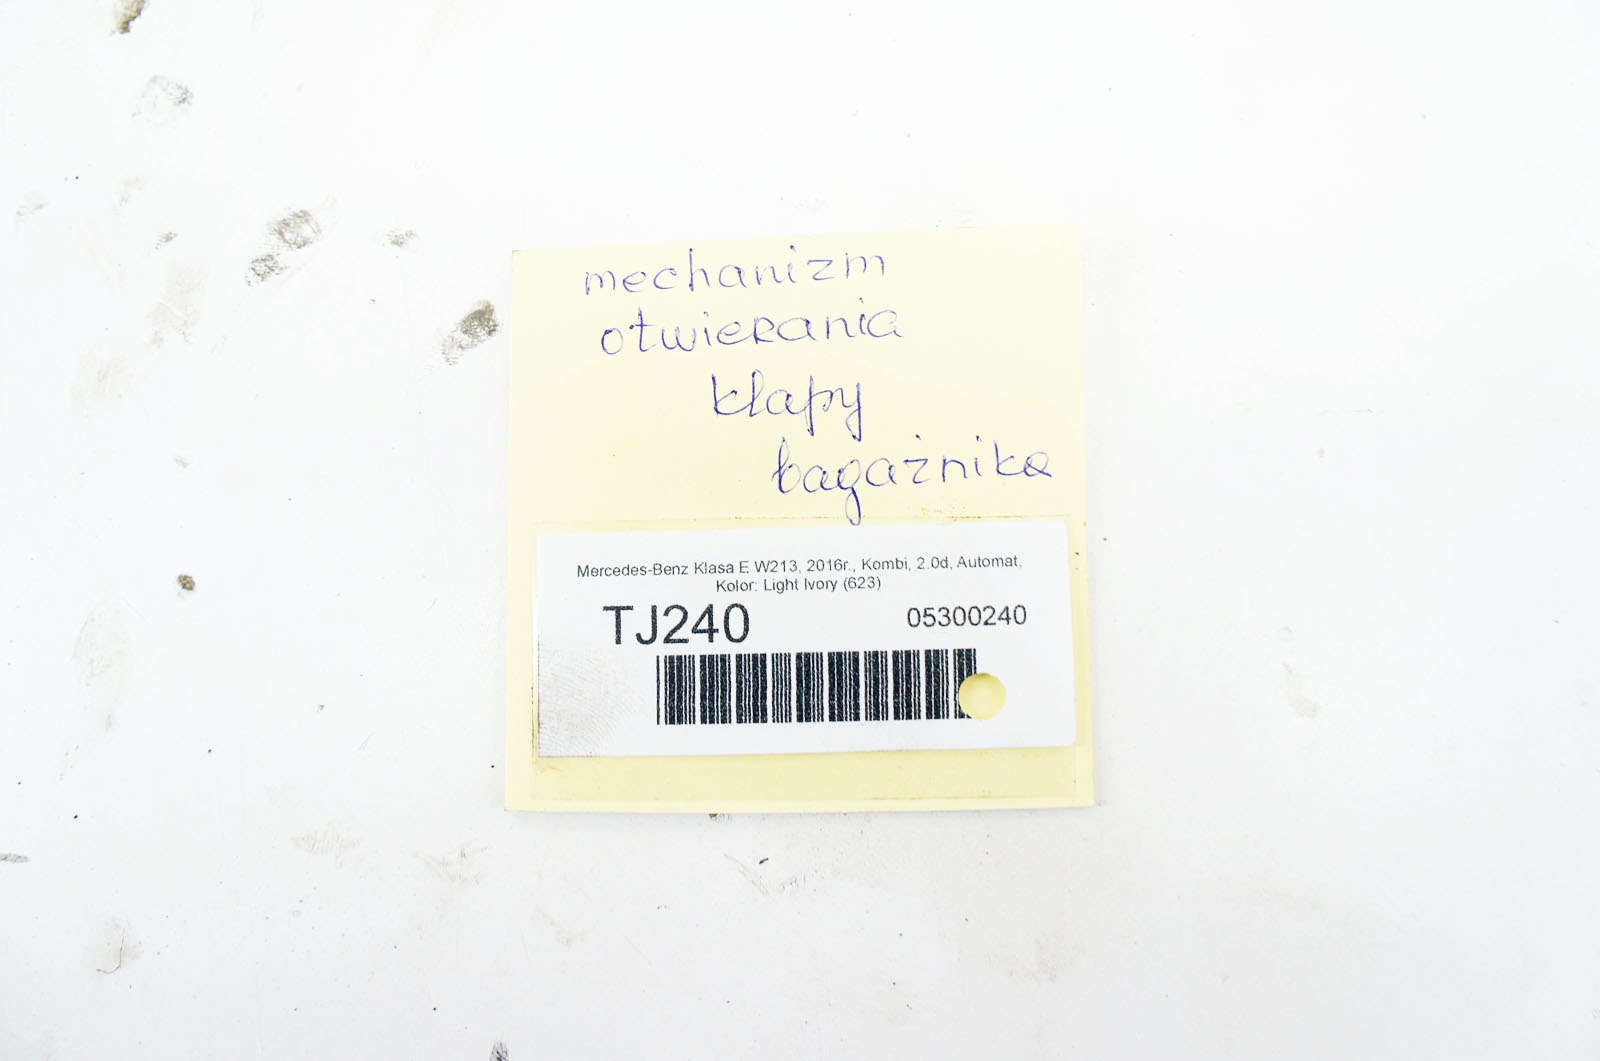 mechanizm
otwierania
klapy
bagażnika
Mercedes-Benz Klasa E W213, 2016r., Kombi, 2.0d, Automat,
Kolor: Light Ivory (623)
TJ240 05300240